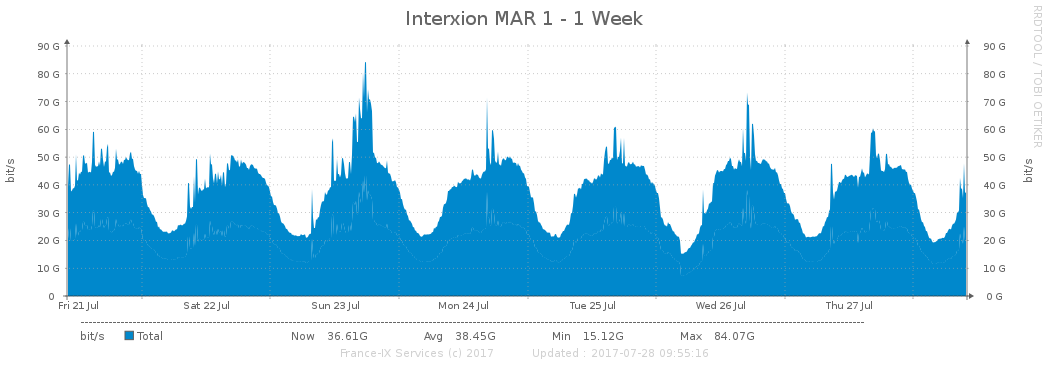 Interxion MAR 1 - 1 Week
RRDTOOL / TOBI OETIKER
bit/s
90 G 90 G
80 G 80 G
70 G 70 G
60 G 60 G
50 G 50 G
40 G 40 G
30 G 30 G
20 G 20 G
10 G 10 G
0 0 G
bit/s
Fri 21 Jul Sat 22 Jul Sun 23 Jul Mon 24 Jul Tue 25 Jul Wed 26 Jul Thu 27 Jul
bit/s Total Now 36.61G Avg 38.45G Min 15.12G Max 84.07G
France-IX Services (c) 2017 Updated : 2017-07-28 09:55:16